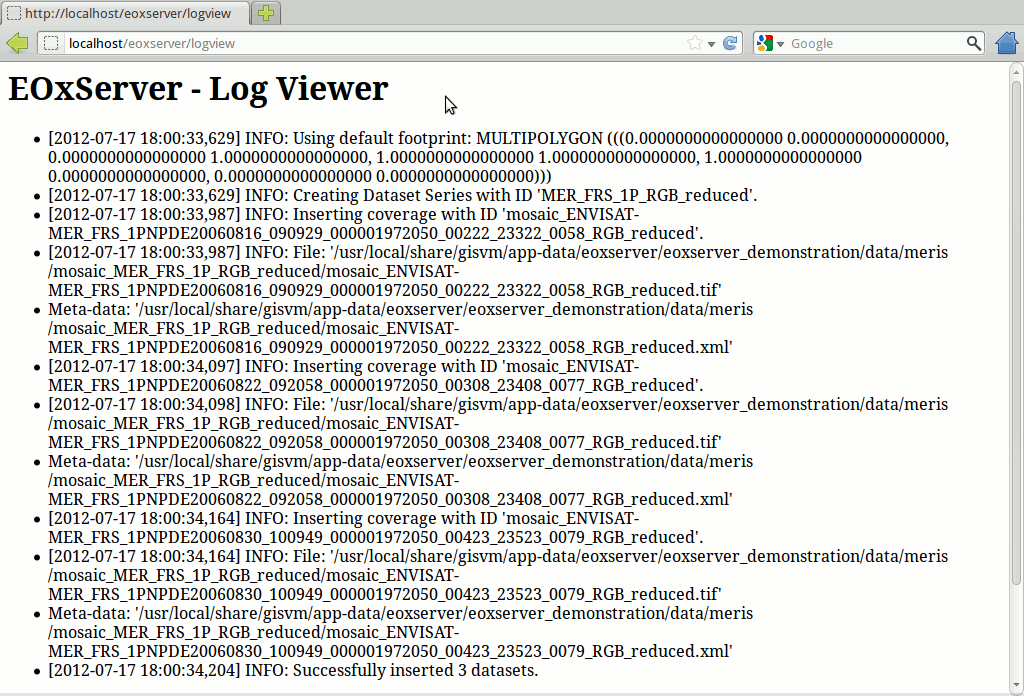 http://localhost/eoxserver/logview
localhost/eoxserver/logview
Google
EOxServer - Log Viewer
[2012-07-17 18:00:33,629] INFO: Using default footprint: MULTIPOLYGON (((0.0000000000000000 0.0000000000000000,
0.0000000000000000 1.0000000000000000, 1.0000000000000000 1.0000000000000000, 1.0000000000000000
0.0000000000000000, 0.0000000000000000 0.0000000000000000)))
[2012-07-17 18:00:33,629] INFO: Creating Dataset Series with ID 'MER_FRS_1P_RGB_reduced'.
[2012-07-17 18:00:33,987] INFO: Inserting coverage with ID 'mosaic_ENVISAT-
MER_FRS_1PNPDE20060816_090929_000001972050_00222_23322_0058_RGB_reduced'.
[2012-07-17 18:00:33,987] INFO: File: '/usr/local/share/gisvm/app-data/eoxserver/eoxserver_demonstration/data/meris
/mosaic_MER_FRS_1P_RGB_reduced/mosaic_ENVISAT-
MER_FRS_1PNPDE20060816_090929_000001972050_00222_23322_0058_RGB_reduced.tif'
Meta-data: '/usr/local/share/gisvm/app-data/eoxserver/eoxserver_demonstration/data/meris
/mosaic_MER_FRS_1P_RGB_reduced/mosaic_ENVISAT-
MER_FRS_1PNPDE20060816_090929_000001972050_00222_23322_0058_RGB_reduced.xml'
[2012-07-17 18:00:34,097] INFO: Inserting coverage with ID 'mosaic_ENVISAT-
MER_FRS_1PNPDE20060822_092058_000001972050_00308_23408_0077_RGB_reduced'.
[2012-07-17 18:00:34,098] INFO: File: '/usr/local/share/gisvm/app-data/eoxserver/eoxserver_demonstration/data/meris
/mosaic_MER_FRS_1P_RGB_reduced/mosaic_ENVISAT-
MER_FRS_1PNPDE20060822_092058_000001972050_00308_23408_0077_RGB_reduced.tif'
Meta-data: '/usr/local/share/gisvm/app-data/eoxserver/eoxserver_demonstration/data/meris
/mosaic_MER_FRS_1P_RGB_reduced/mosaic_ENVISAT-
MER_FRS_1PNPDE20060822_092058_000001972050_00308_23408_0077_RGB_reduced.xml'
[2012-07-17 18:00:34,164] INFO: Inserting coverage with ID 'mosaic_ENVISAT-
MER_FRS_1PNPDE20060830_100949_000001972050_00423_23523_0079_RGB_reduced'.
[2012-07-17 18:00:34,164] INFO: File: '/usr/local/share/gisvm/app-data/eoxserver/eoxserver_demonstration/data/meris
/mosaic_MER_FRS_1P_RGB_reduced/mosaic_ENVISAT-
MER_FRS_1PNPDE20060830_100949_000001972050_00423_23523_0079_RGB_reduced.tif'
Meta-data: '/usr/local/share/gisvm/app-data/eoxserver/eoxserver_demonstration/data/meris
/mosaic_MER_FRS_1P_RGB_reduced/mosaic_ENVISAT-
MER_FRS_1PNPDE20060830_100949_000001972050_00423_23523_0079_RGB_reduced.xml'
[2012-07-17 18:00:34,204] INFO: Successfully inserted 3 datasets.